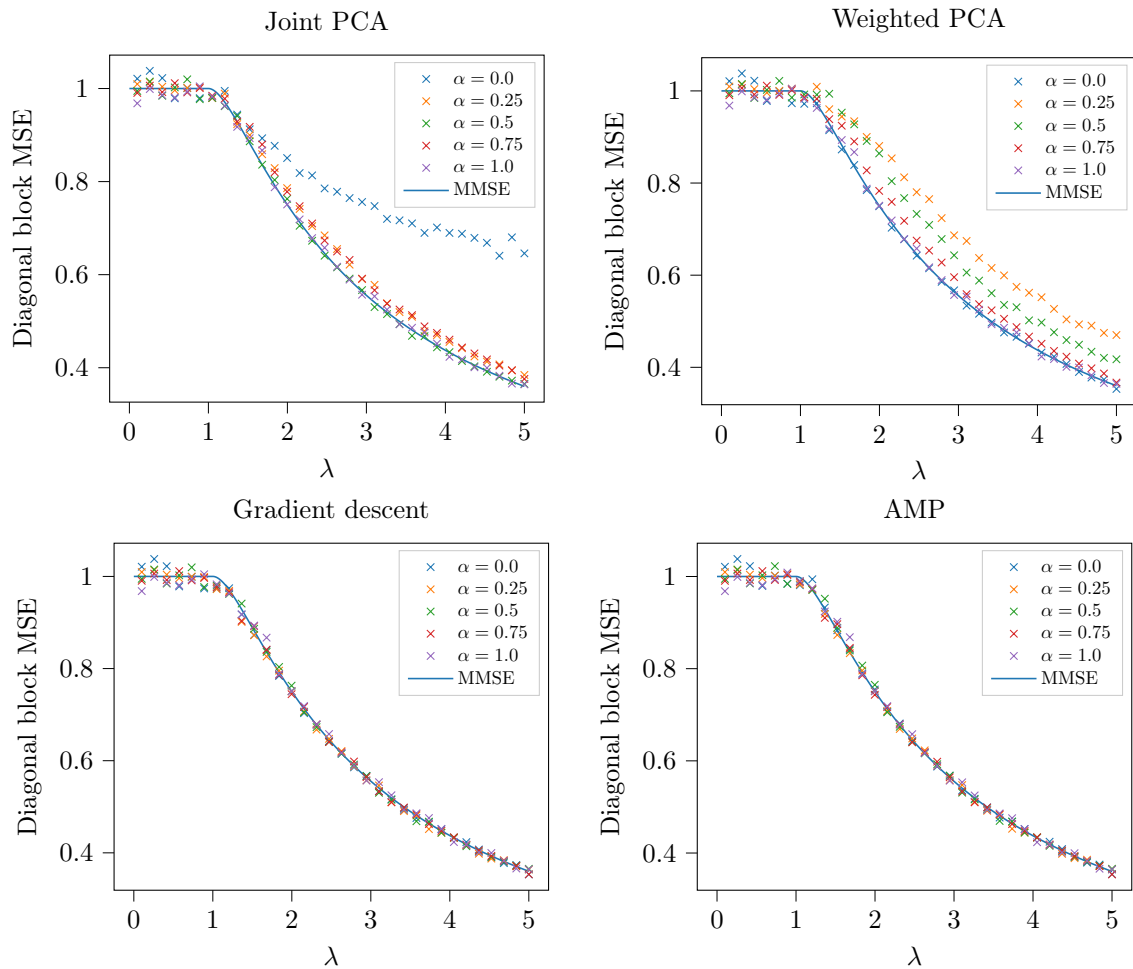 Joint PCA
Diagonal block MSE
1
0.8
0.6
0.4
0 1 2 3 4 5
λ
α = 0.0
α = 0.25
α = 0.5
α = 0.75
α = 1.0
MMSE
Weighted PCA
Diagonal block MSE
1
0.8
0.6
0.4
0 1 2 3 4 5
λ
α = 0.0
α = 0.25
α = 0.5
α = 0.75
α = 1.0
MMSE
Gradient descent
Diagonal block MSE
1
0.8
0.6
0.4
0 1 2 3 4 5
λ
α = 0.0
α = 0.25
α = 0.5
α = 0.75
α = 1.0
MMSE
AMP
Diagonal block MSE
1
0.8
0.6
0.4
0 1 2 3 4 5
λ
α = 0.0
α = 0.25
α = 0.5
α = 0.75
α = 1.0
MMSE